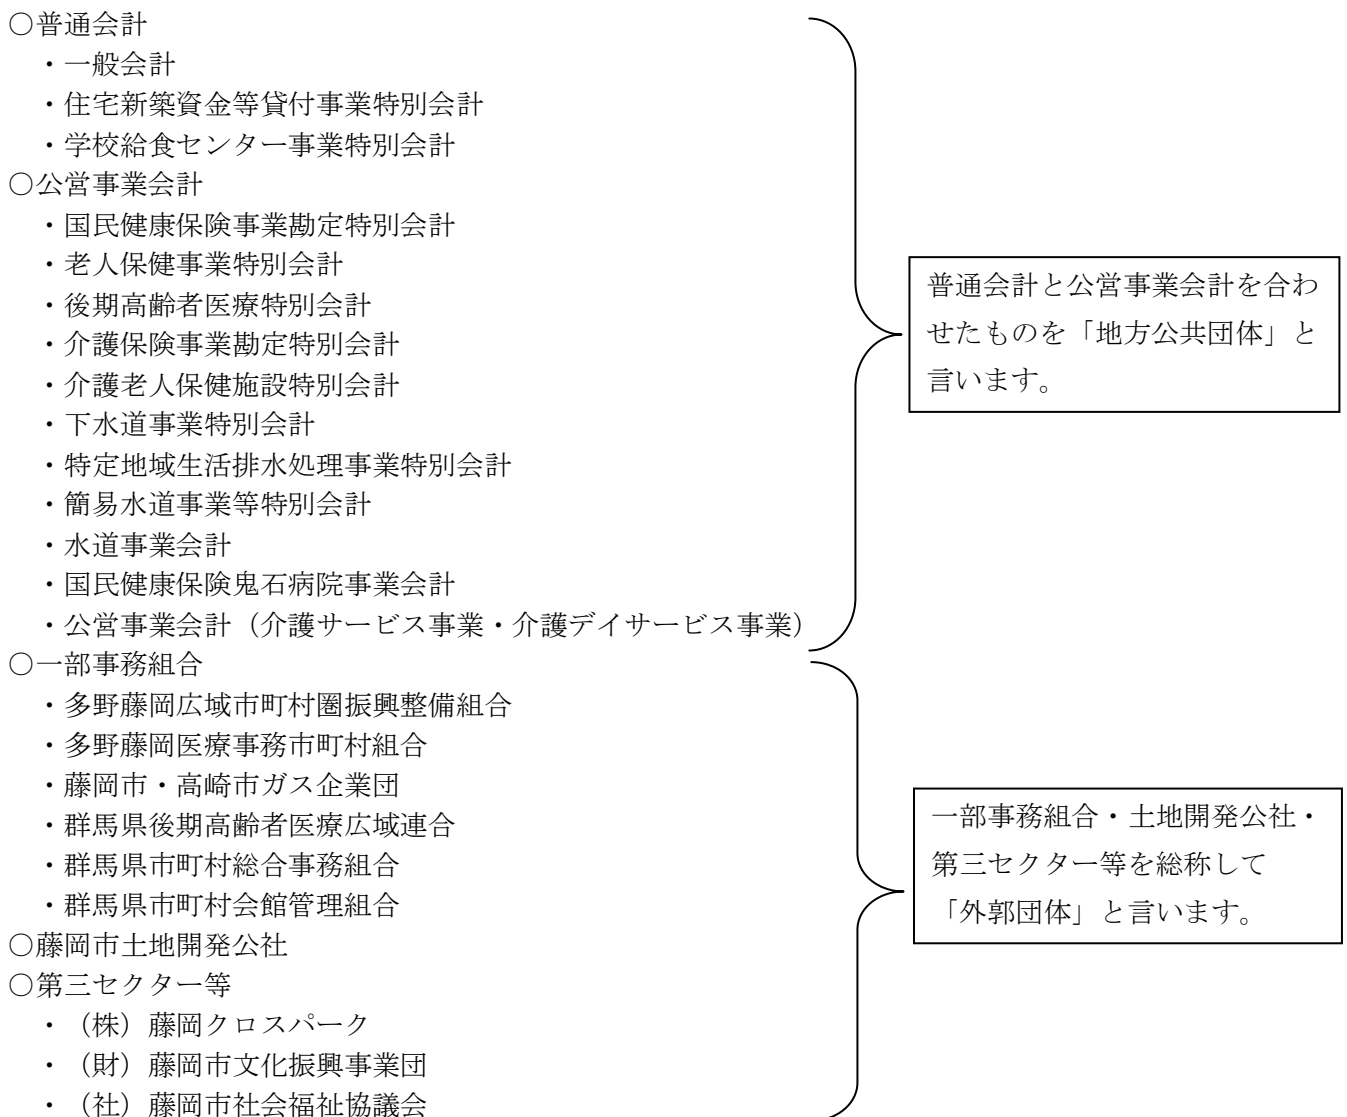 ○普通会計
・一般会計
・住宅新築資金等貸付事業特別会計
・学校給食センター事業特別会計
○公営事業会計
・国民健康保険事業勘定特別会計
・老人保健事業特別会計
・後期高齢者医療特別会計
・介護保険事業勘定特別会計
・介護老人保健施設特別会計
・下水道事業特別会計
・特定地域生活排水処理事業特別会計
・簡易水道事業等特別会計
・水道事業会計
・国民健康保険鬼石病院事業会計
・公営事業会計（介護サービス事業・介護デイサービス事業）
普通会計と公営事業会計を合わ
せたものを「地方公共団体」と
言います。
○一部事務組合
・多野藤岡広域市町村圏振興整備組合
・多野藤岡医療事務市町村組合
・藤岡市・高崎市ガス企業団
・群馬県後期高齢者医療広域連合
・群馬県市町村総合事務組合
・群馬県市町村会館管理組合
○藤岡市土地開発公社
○第三セクター等
・（株）藤岡クロスパーク
・（財）藤岡市文化振興事業団
・（社）藤岡市社会福祉協議会
一部事務組合・土地開発公社・
第三セクター等を総称して
「外郭団体」と言います。